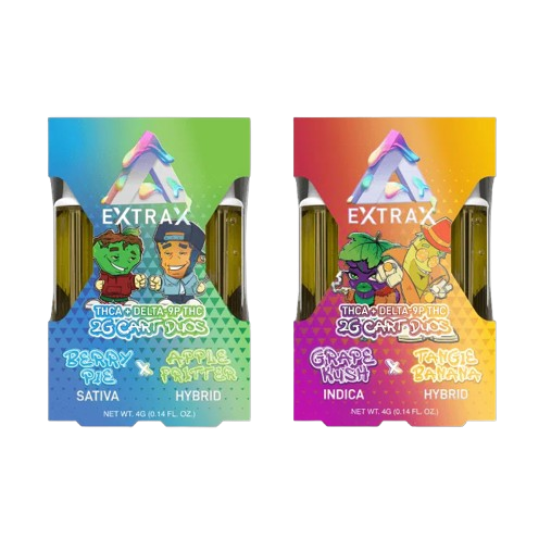 EXTRAX
THCA + DELTA-9P THC
2G CART DUOS
BERRY PIE x APPLE FRITTER
SATIVA HYBRID
NET WT. 4G (0.14 FL. OZ.)
EXTRAX
THCA + DELTA-9P THC
2G CART DUOS
GRAPE KUSH x TANGIE BANANA
INDICA HYBRID
NET WT. 4G (0.14 FL. OZ.)